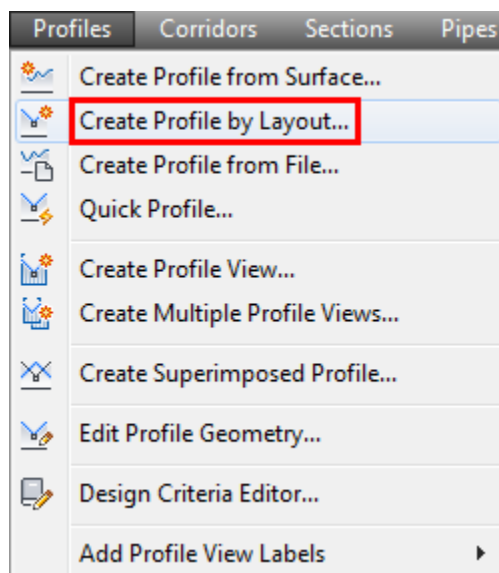 Profiles Corridors Sections Pipes
Create Profile from Surface...
Create Profile by Layout...
Create Profile from File...
Quick Profile...
Create Profile View...
Create Multiple Profile Views...
Create Superimposed Profile...
Edit Profile Geometry...
Design Criteria Editor...
Add Profile View Labels